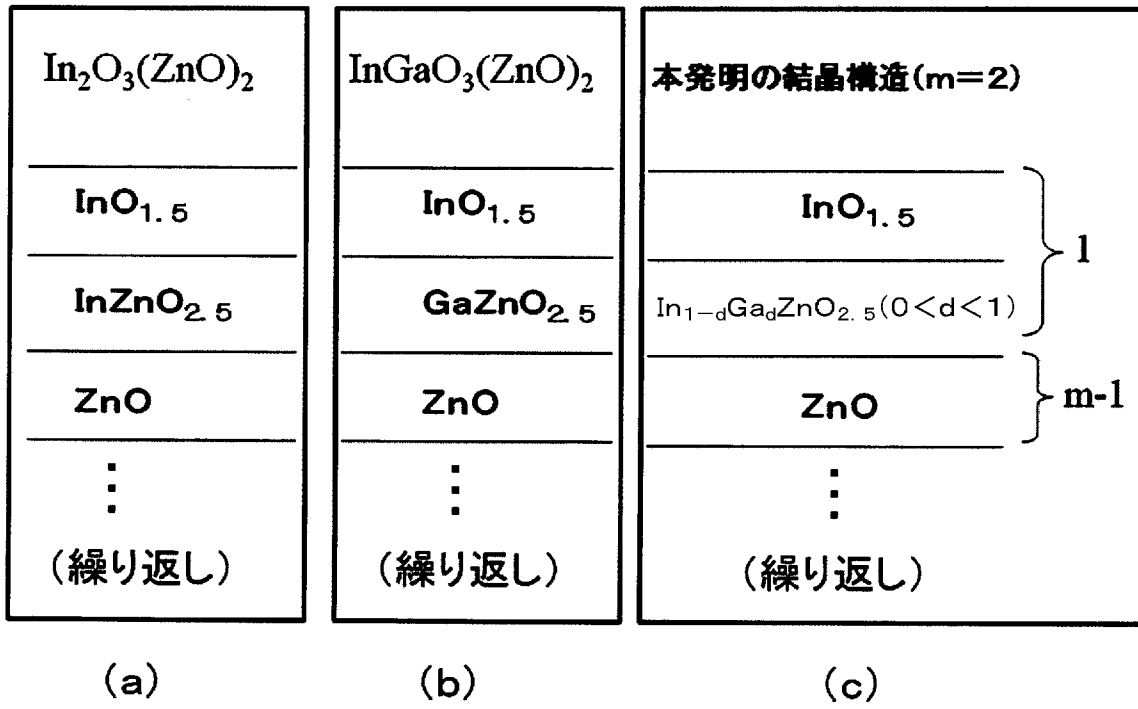 In₂O₃(ZnO)₂
InO₁.₅
InZnO₂.₅
ZnO
⋮
(繰り返し)
(a)
InGaO₃(ZnO)₂
InO₁.₅
GaZnO₂.₅
ZnO
⋮
(繰り返し)
(b)
本発明の結晶構造(m=2)
InO₁.₅
In₁₋dGadZnO₂.₅(0<d<1)
1
ZnO
m-1
⋮
(繰り返し)
(c)